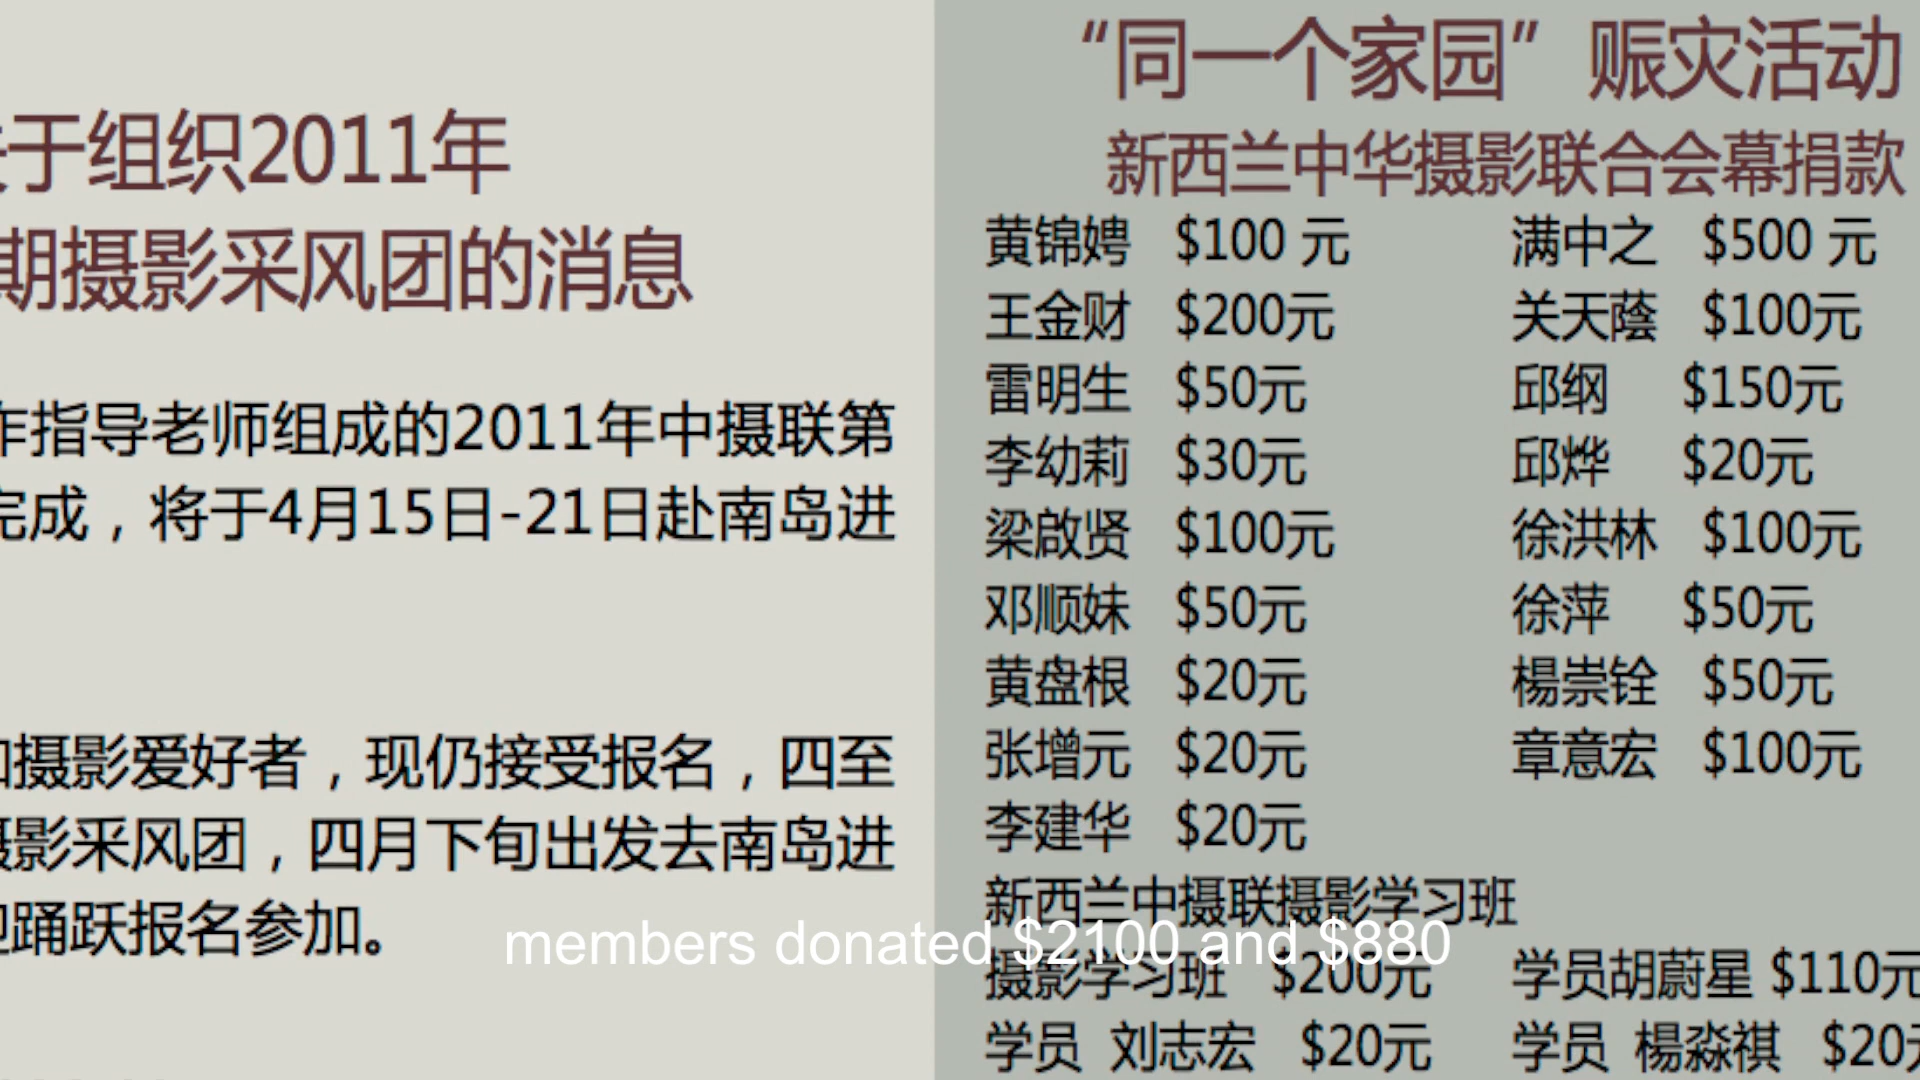 于组织2011年
期摄影采风团的消息
作指导老师组成的2011年中摄联第
完成，将于4月15日-21日赴南岛进
摄影爱好者，现仍接受报名，四至
摄影采风团，四月下旬出发去南岛进
迎踊跃报名参加。
“同一个家园”赈灾活动
新西兰中华摄影联合会幕捐款
黄锦娉 $100 元 满中之 $500 元
王金财 $200元 关天蔭 $100元
雷明生 $50元 邱纲 $150元
李幼莉 $30元 邱烨 $20元
梁啟贤 $100元 徐洪林 $100元
邓顺妹 $50元 徐萍 $50元
黄盘根 $20元 楊崇铨 $50元
张增元 $20元 章意宏 $100元
李建华 $20元
新西兰中摄联摄影学习班
摄影学习班 $200元 学员胡蔚星 $110元
学员 刘志宏 $20元 学员 楊淼祺 $20元
members donated $2100 and $880